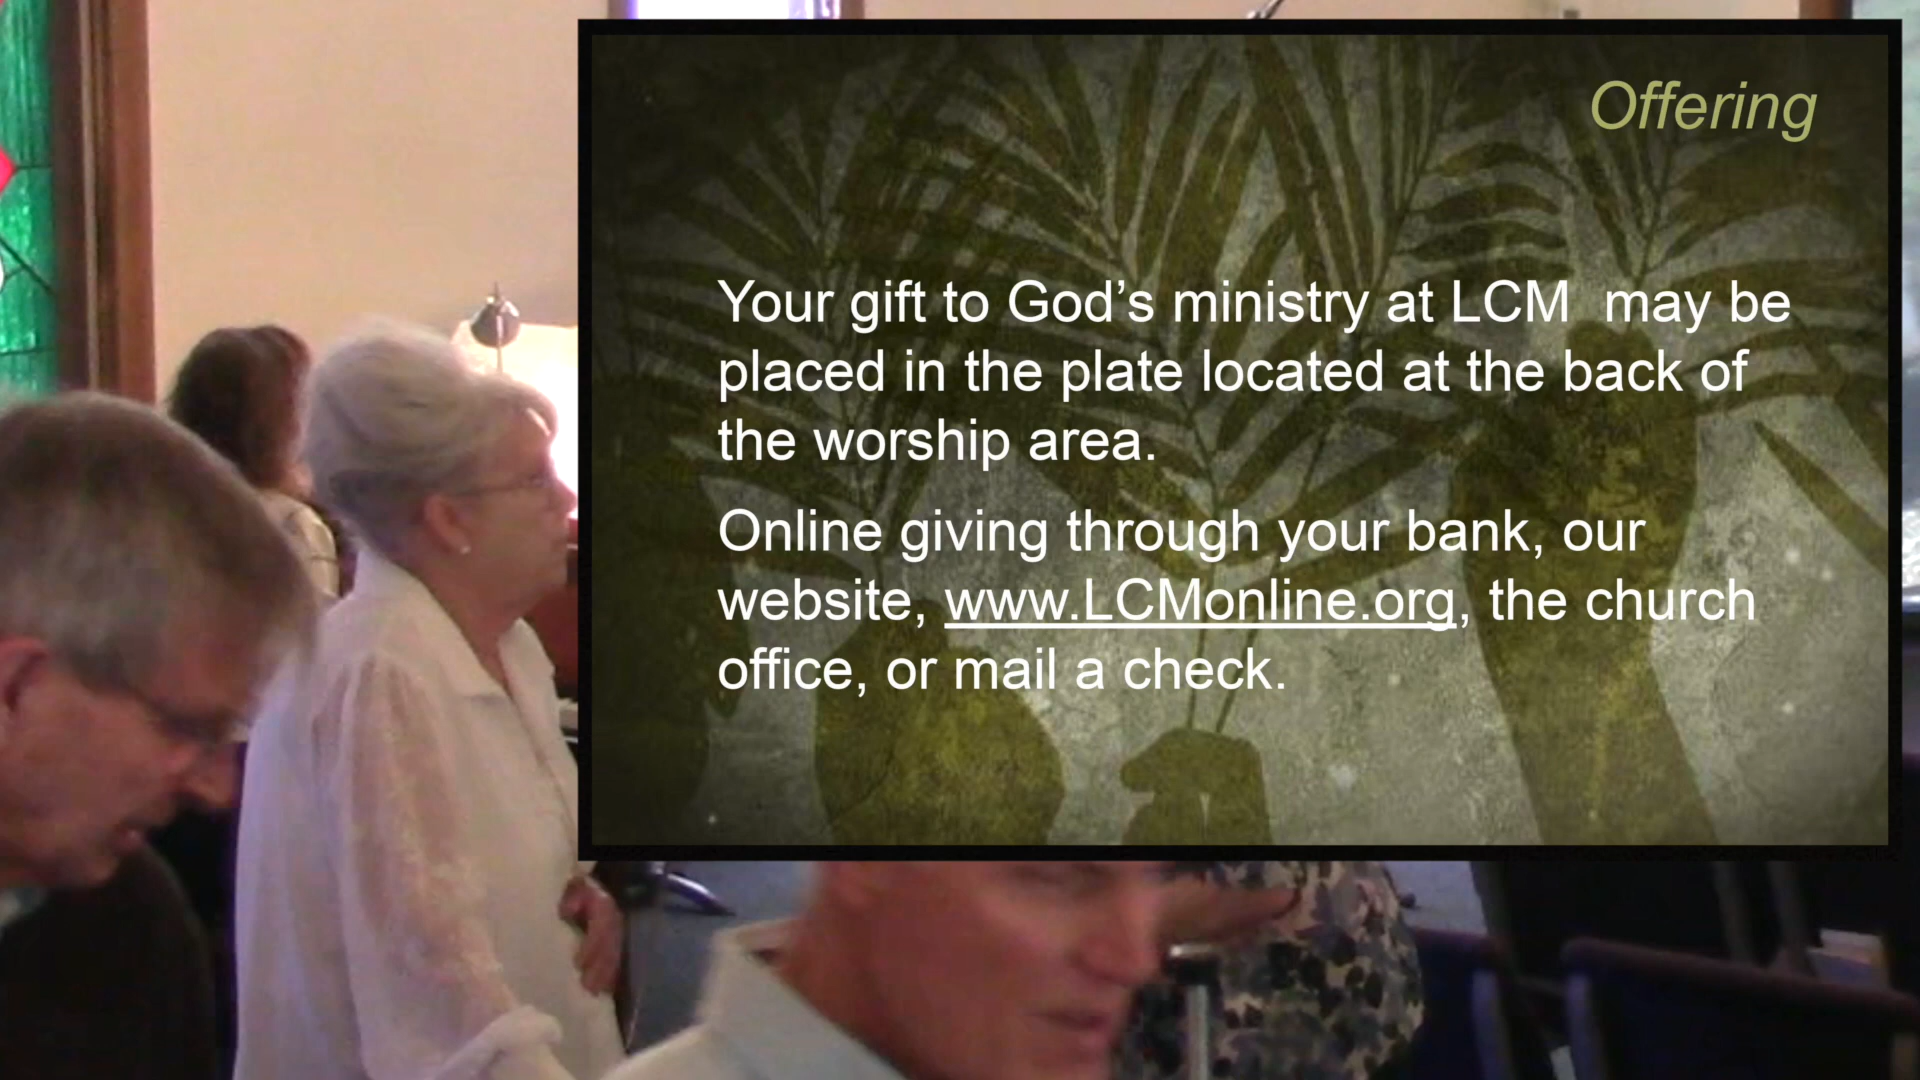 Offering
Your gift to God’s ministry at LCM  may be
placed in the plate located at the back of
the worship area.
Online giving through your bank, our
website, www.LCMonline.org, the church
office, or mail a check.